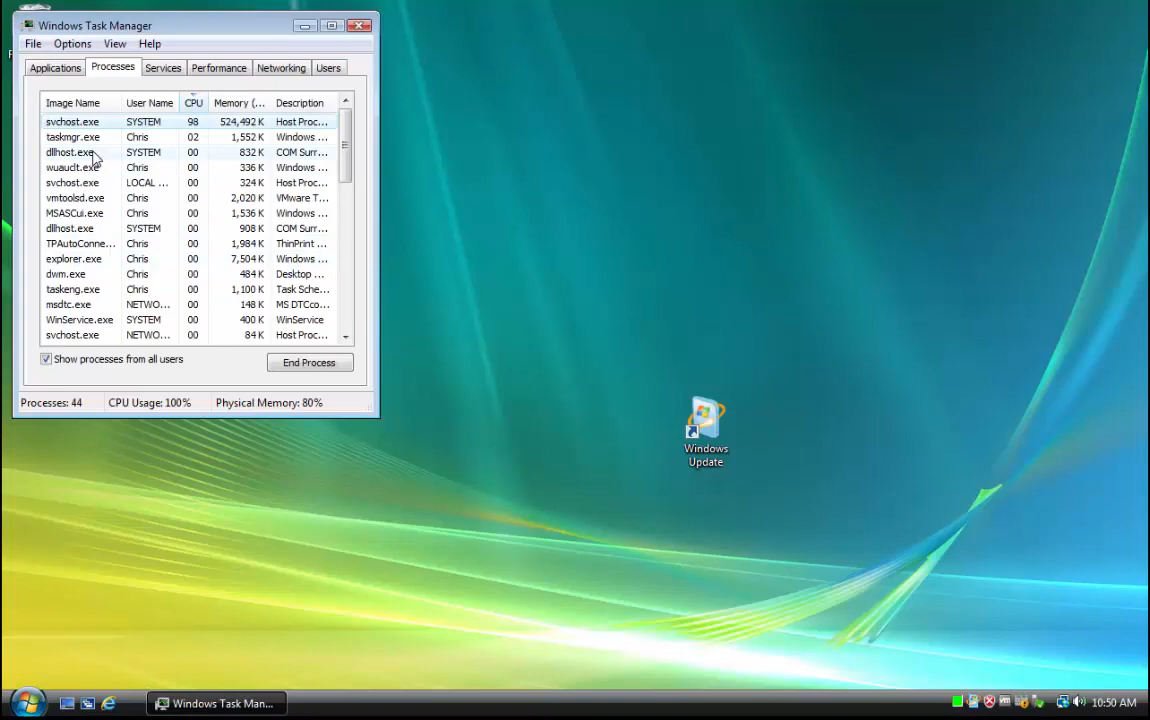 Windows Task Manager
File Options View Help
Applications Processes Services Performance Networking Users
Image Name User Name CPU Memory (... Description
svchost.exe SYSTEM 98 524,492 K Host Proc...
taskmgr.exe Chris 02 1,552 K Windows ...
dllhost.exe SYSTEM 00 832 K COM Surr...
wuauclt.exe Chris 00 336 K Windows ...
svchost.exe LOCAL ... 00 324 K Host Proc...
vmtoolsd.exe Chris 00 2,020 K VMware T...
MSASCui.exe Chris 00 1,536 K Windows ...
dllhost.exe SYSTEM 00 908 K COM Surr...
TPAutoConne... Chris 00 1,984 K ThinPrint ...
explorer.exe Chris 00 7,504 K Windows ...
dwm.exe Chris 00 484 K Desktop ...
taskeng.exe Chris 00 1,100 K Task Sche...
msdtc.exe NETWO... 00 148 K MS DTCco...
WinService.exe SYSTEM 00 400 K WinService
svchost.exe NETWO... 00 84 K Host Proc...
Show processes from all users End Process
Processes: 44 CPU Usage: 100% Physical Memory: 80%
Windows
Update
Windows Task Man... 10:50 AM